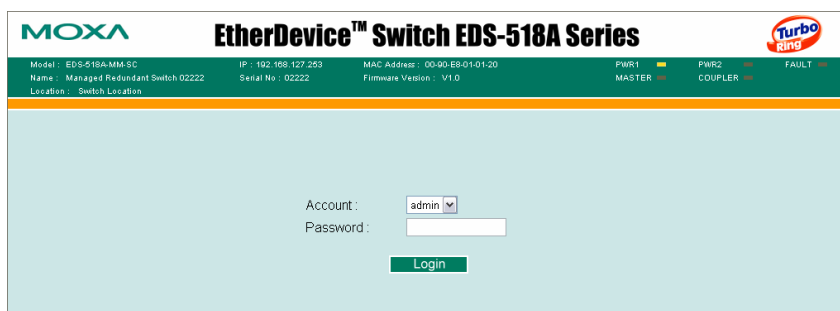 MOXA EtherDevice™ Switch EDS-518A Series Turbo Ring
Model : EDS-518A-MM-SC IP : 192.168.127.253 MAC Address : 00-90-E8-01-01-20 PWR1 PWR2 FAULT
Name : Managed Redundant Switch 02222 Serial No : 02222 Firmware Version : V1.0 MASTER COUPLER
Location : Switch Location
Account : admin
Password :
Login